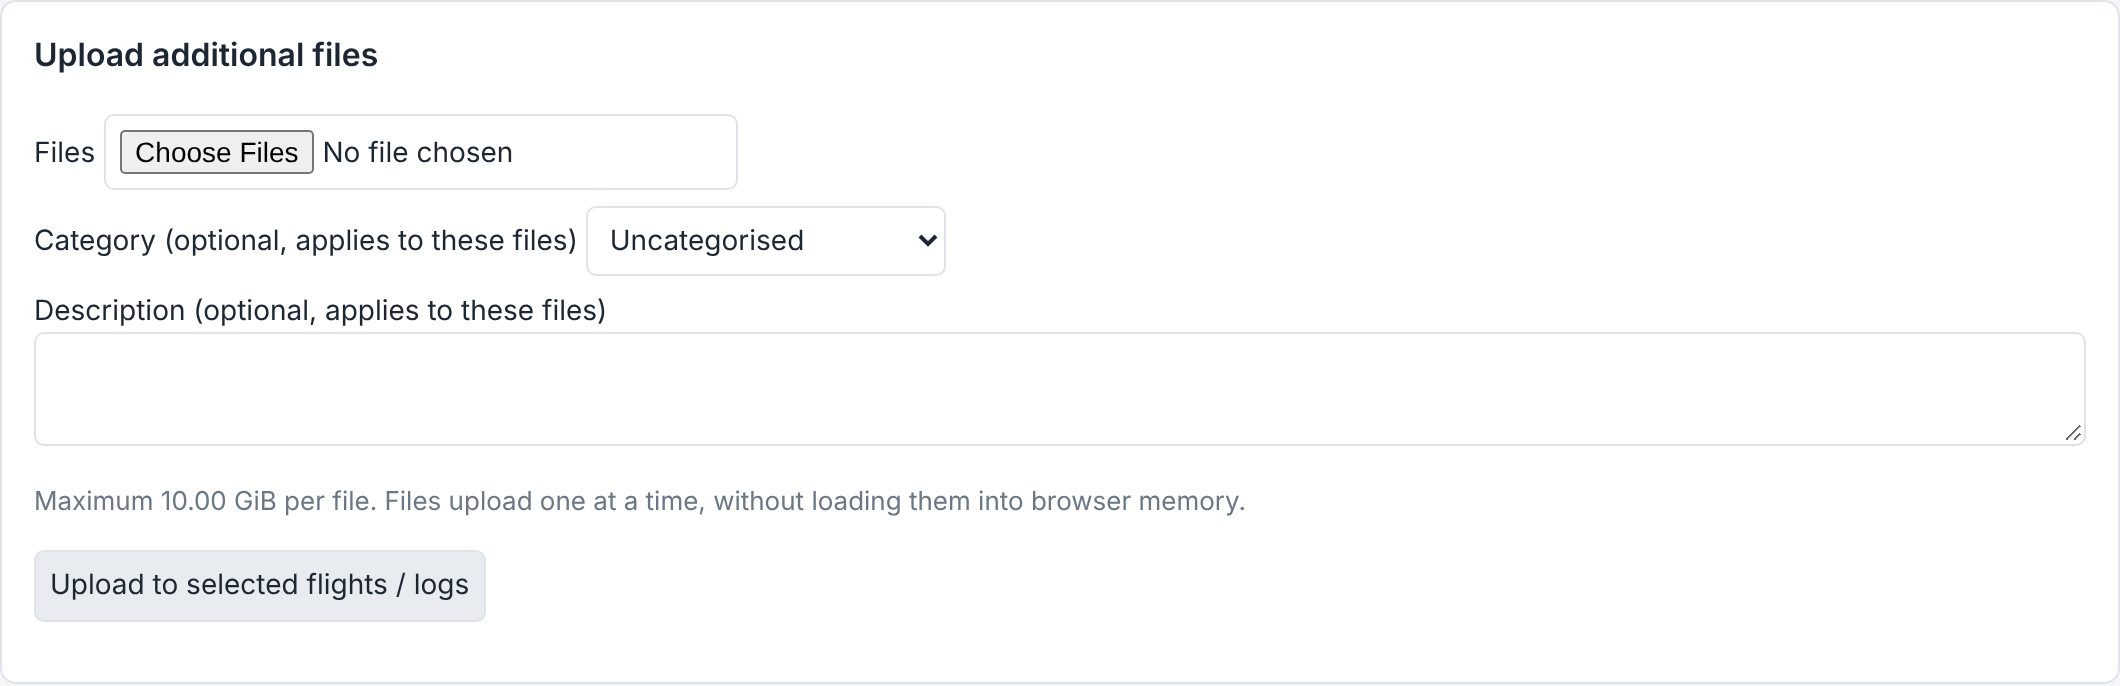 Upload additional files
Files Choose Files No file chosen
Category (optional, applies to these files) Uncategorised
Description (optional, applies to these files)
Maximum 10.00 GiB per file. Files upload one at a time, without loading them into browser memory.
Upload to selected flights / logs